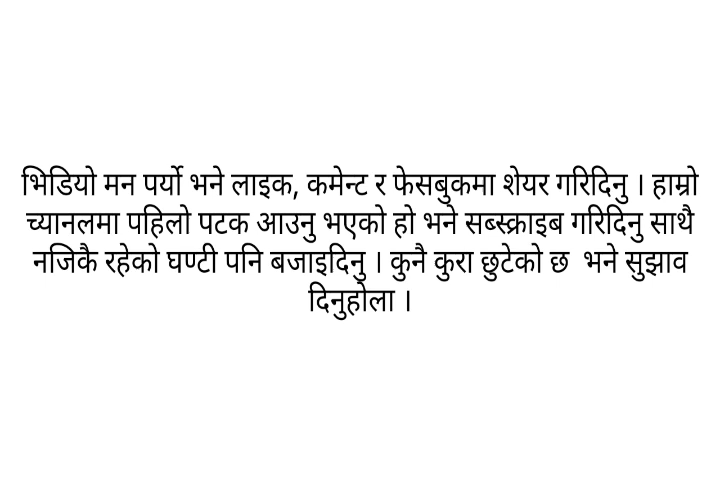 भिडियो मन पर्यो भने लाइक, कमेन्ट र फेसबुकमा शेयर गरिदिनु । हाम्रो
च्यानलमा पहिलो पटक आउनु भएको हो भने सब्स्क्राइब गरिदिनु साथै
नजिकै रहेको घण्टी पनि बजाइदिनु । कुनै कुरा छुटेको छ  भने सुझाव
दिनुहोला ।